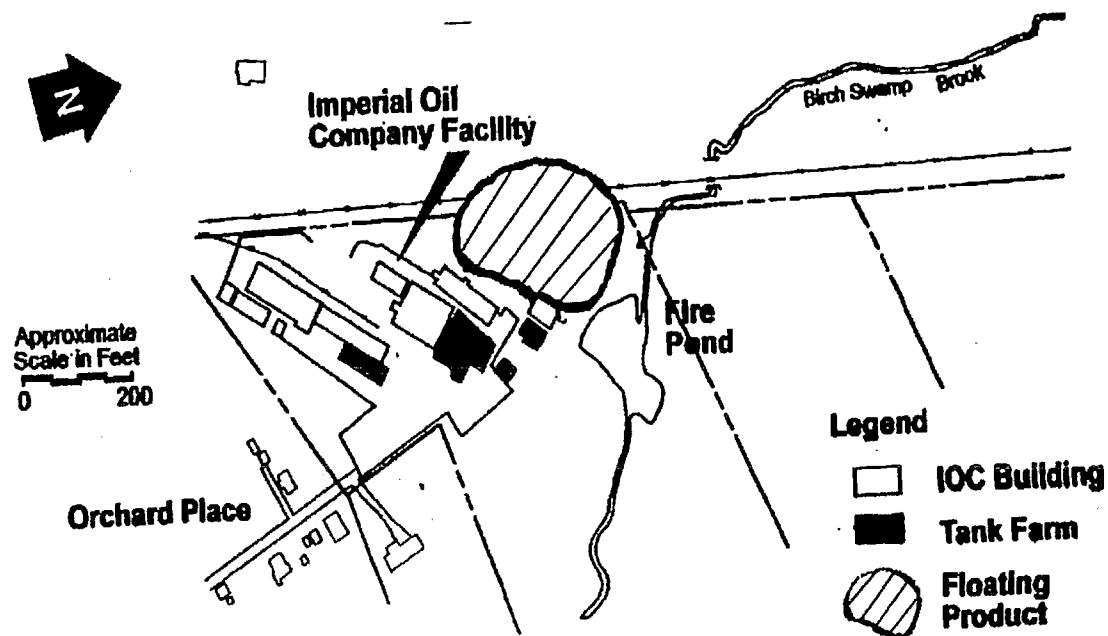 N
Imperial Oil
Company Facility
Birch Swamp Brook
Approximate
Scale in Feet
0 200
Fire
Pond
Orchard Place
Legend
IOC Building
Tank Farm
Floating
Product